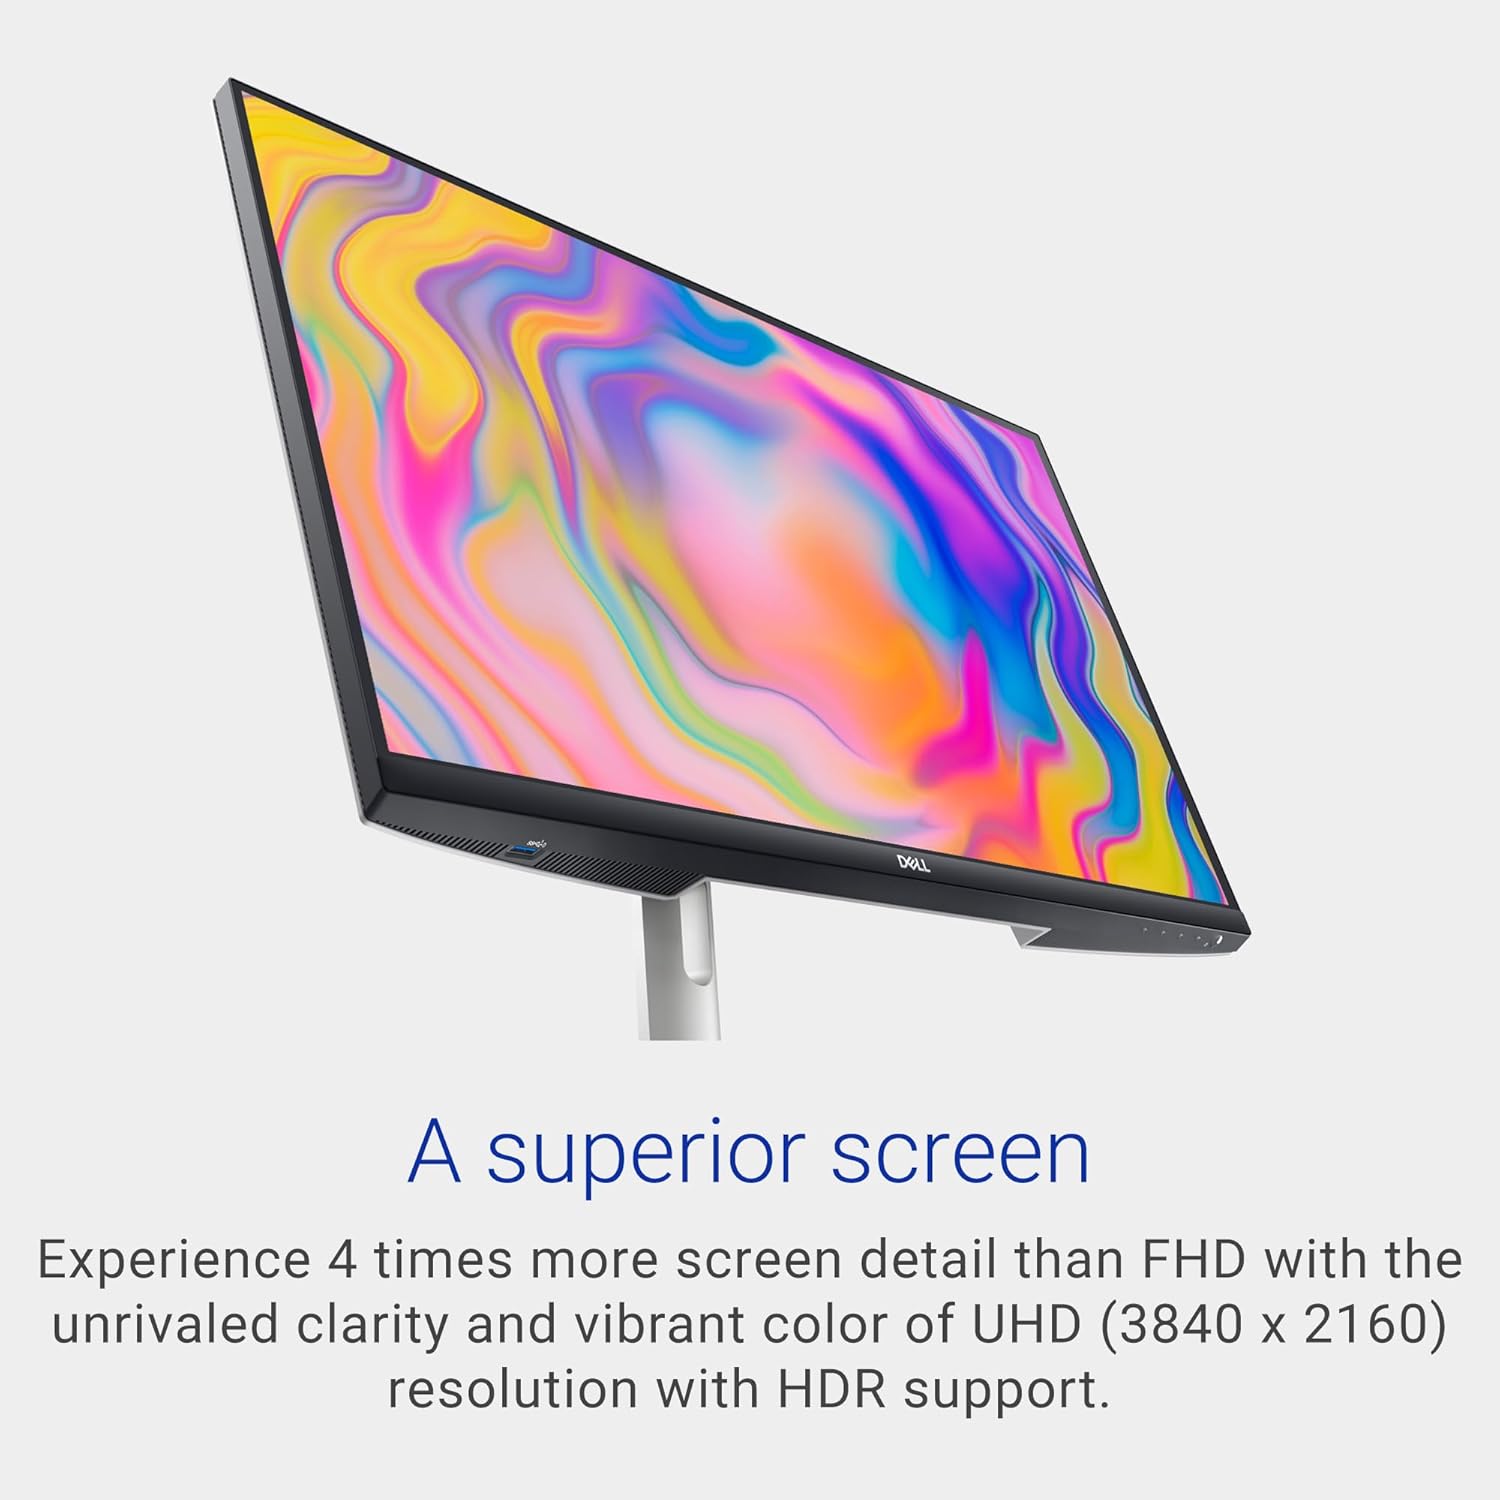 DELL
A superior screen
Experience 4 times more screen detail than FHD with the
unrivaled clarity and vibrant color of UHD (3840 x 2160)
resolution with HDR support.